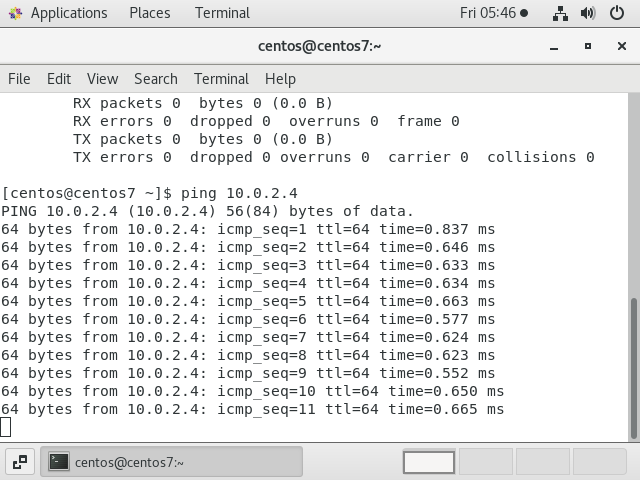 Applications Places Terminal Fri 05:46
centos@centos7:~
File Edit View Search Terminal Help
RX packets 0  bytes 0 (0.0 B)
RX errors 0  dropped 0  overruns 0  frame 0
TX packets 0  bytes 0 (0.0 B)
TX errors 0  dropped 0 overruns 0  carrier 0  collisions 0
[centos@centos7 ~]$ ping 10.0.2.4
PING 10.0.2.4 (10.0.2.4) 56(84) bytes of data.
64 bytes from 10.0.2.4: icmp_seq=1 ttl=64 time=0.837 ms
64 bytes from 10.0.2.4: icmp_seq=2 ttl=64 time=0.646 ms
64 bytes from 10.0.2.4: icmp_seq=3 ttl=64 time=0.633 ms
64 bytes from 10.0.2.4: icmp_seq=4 ttl=64 time=0.634 ms
64 bytes from 10.0.2.4: icmp_seq=5 ttl=64 time=0.663 ms
64 bytes from 10.0.2.4: icmp_seq=6 ttl=64 time=0.577 ms
64 bytes from 10.0.2.4: icmp_seq=7 ttl=64 time=0.624 ms
64 bytes from 10.0.2.4: icmp_seq=8 ttl=64 time=0.623 ms
64 bytes from 10.0.2.4: icmp_seq=9 ttl=64 time=0.552 ms
64 bytes from 10.0.2.4: icmp_seq=10 ttl=64 time=0.650 ms
64 bytes from 10.0.2.4: icmp_seq=11 ttl=64 time=0.665 ms
centos@centos7:~